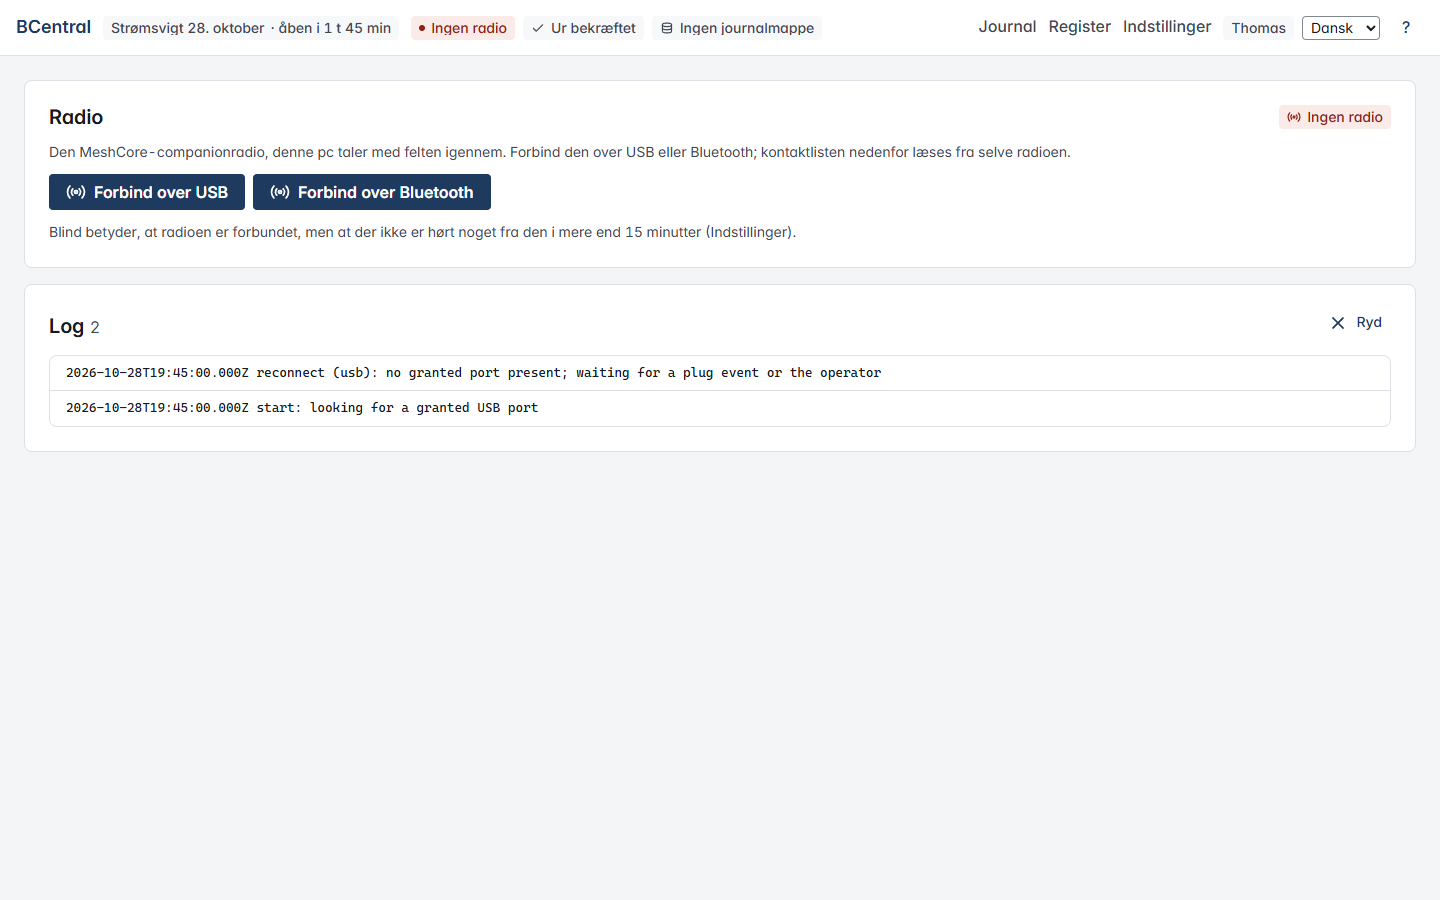 BCentral Strømsvigt 28. oktober · åben i 1 t 45 min Ingen radio Ur bekræftet Ingen journalmappe Journal Register Indstillinger Thomas Dansk ?
Radio Ingen radio
Den MeshCore-companionradio, denne pc taler med felten igennem. Forbind den over USB eller Bluetooth; kontaktlisten nedenfor læses fra selve radioen.
Forbind over USB Forbind over Bluetooth
Blind betyder, at radioen er forbundet, men at der ikke er hørt noget fra den i mere end 15 minutter (Indstillinger).
Log 2 Ryd
2026-10-28T19:45:00.000Z reconnect (usb): no granted port present; waiting for a plug event or the operator
2026-10-28T19:45:00.000Z start: looking for a granted USB port